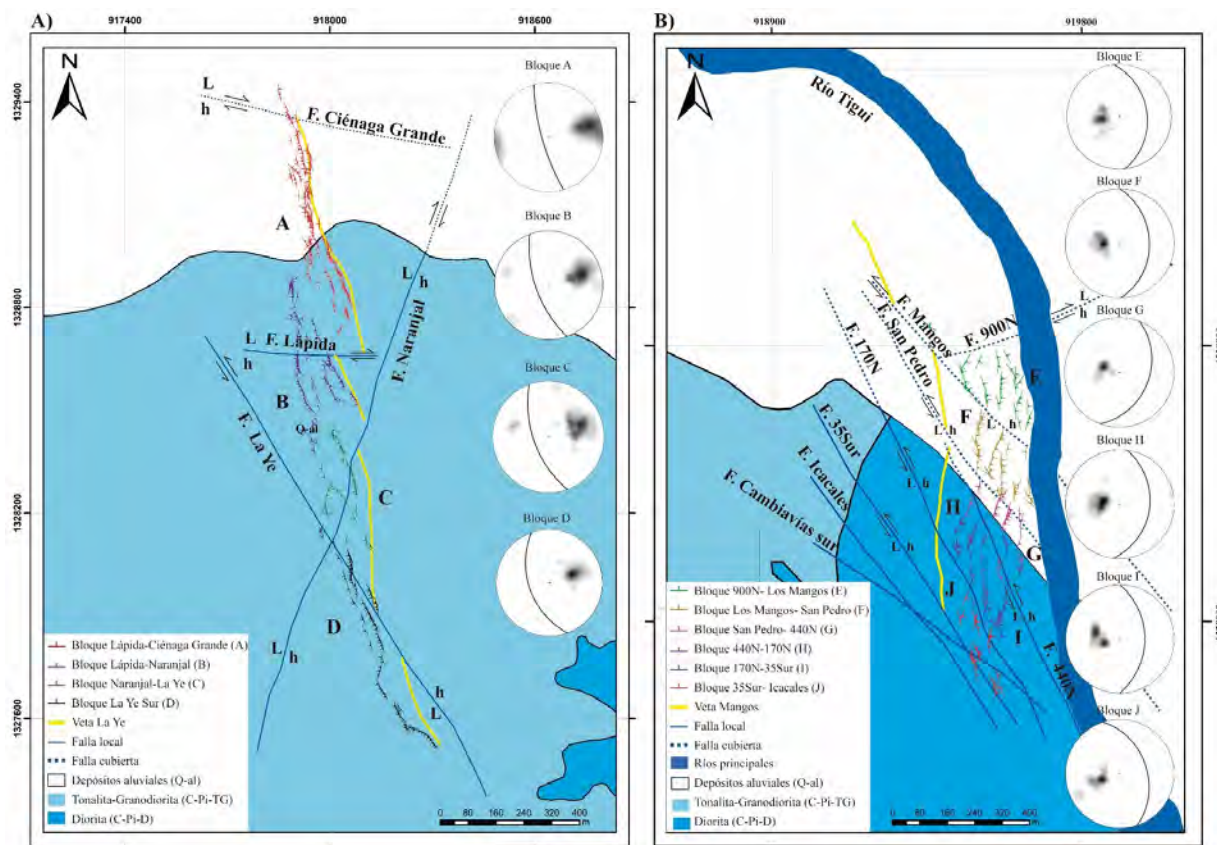 A)
917400
918000
918600
N
1329400
1328800
1328200
1327600
L
h
F. Ciénaga Grande
A
L
h
F. Naranjal
L
F. Lápida
h
B
Q-al
F. La Ye
C
D
L
h
h
L
Bloque A
Bloque B
Bloque C
Bloque D
Bloque Lápida-Ciénaga Grande (A)
Bloque Lápida-Naranjal (B)
Bloque Naranjal-La Ye (C)
Bloque La Ye Sur (D)
Veta La Ye
Falla local
Falla cubierta
Depósitos aluviales (Q-al)
Tonalita-Granodiorita (C-Pi-TG)
Diorita (C-Pi-D)
0 80 160 240 320 400
m
B)
918900
919800
N
Río Tigui
F. Mangos
F. San Pedro
F. 170N
F. 900N
L
h
E
F
L h
L h
F. 35Sur
F. Icacales
F. Cambiavías sur
L h
H
G
L h
J
I
L h
F. 440N
Bloque E
Bloque F
Bloque G
Bloque H
Bloque I
Bloque J
Bloque 900N- Los Mangos (E)
Bloque Los Mangos- San Pedro (F)
Bloque San Pedro- 440N (G)
Bloque 440N-170N (H)
Bloque 170N-35Sur (I)
Bloque 35Sur- Icacales (J)
Veta Mangos
Falla local
Falla cubierta
Ríos principales
Depósitos aluviales (Q-al)
Tonalita-Granodiorita (C-Pi-TG)
Diorita (C-Pi-D)
0 80 160 240 320 400
m